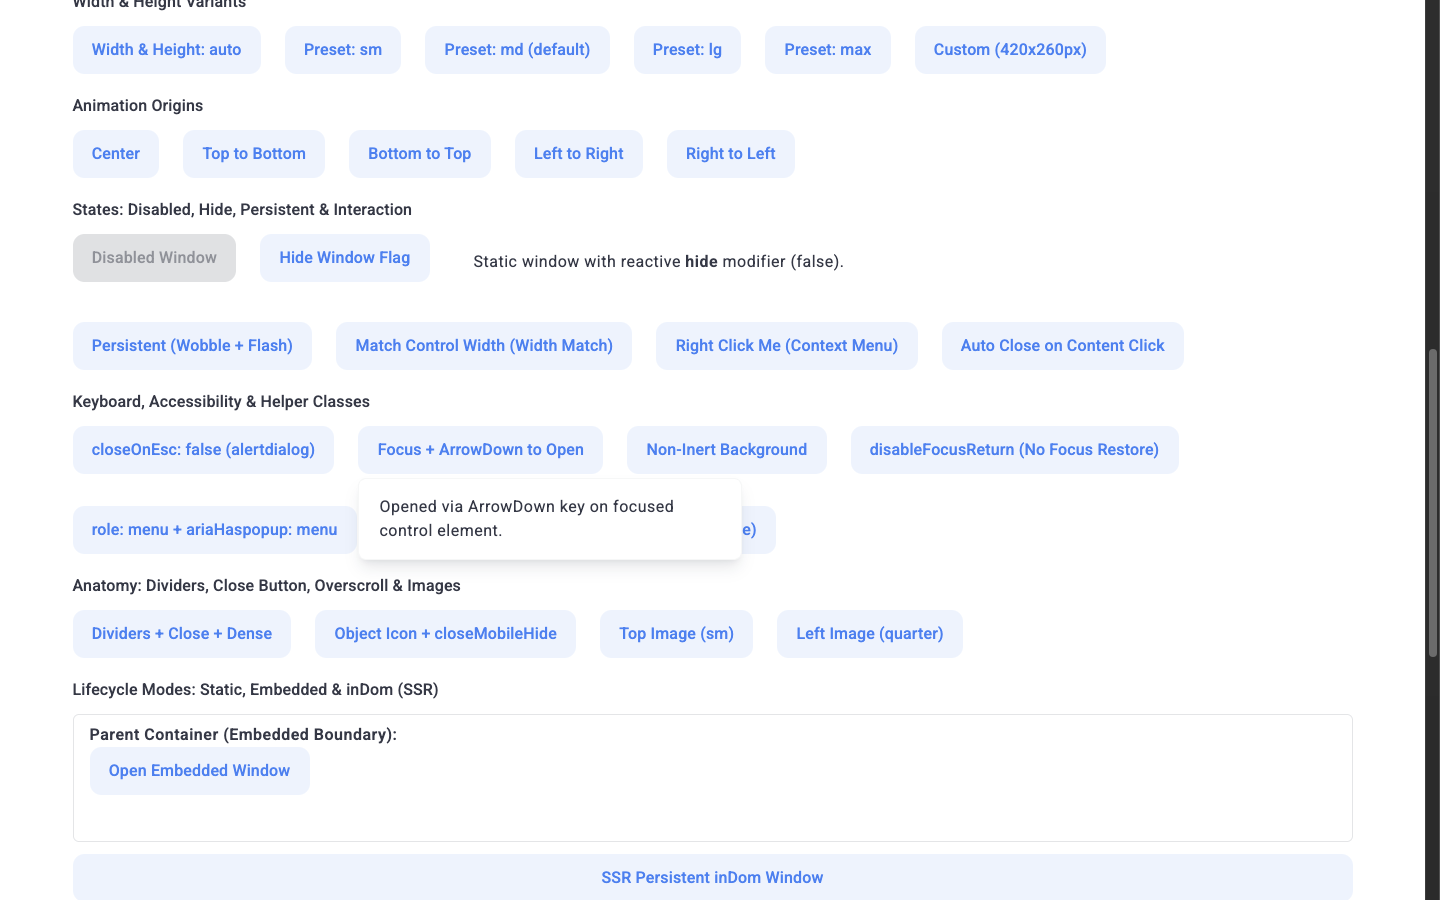 Width & Height Variants
Width & Height: auto
Preset: sm
Preset: md (default)
Preset: lg
Preset: max
Custom (420x260px)
Animation Origins
Center
Top to Bottom
Bottom to Top
Left to Right
Right to Left
States: Disabled, Hide, Persistent & Interaction
Disabled Window
Hide Window Flag
Static window with reactive hide modifier (false).
Persistent (Wobble + Flash)
Match Control Width (Width Match)
Right Click Me (Context Menu)
Auto Close on Content Click
Keyboard, Accessibility & Helper Classes
closeOnEsc: false (alertdialog)
Focus + ArrowDown to Open
Non-Inert Background
disableFocusReturn (No Focus Restore)
Opened via ArrowDown key on focused
control element.
role: menu + ariaHaspopup: menu
e)
Anatomy: Dividers, Close Button, Overscroll & Images
Dividers + Close + Dense
Object Icon + closeMobileHide
Top Image (sm)
Left Image (quarter)
Lifecycle Modes: Static, Embedded & inDom (SSR)
Parent Container (Embedded Boundary):
Open Embedded Window
SSR Persistent inDom Window